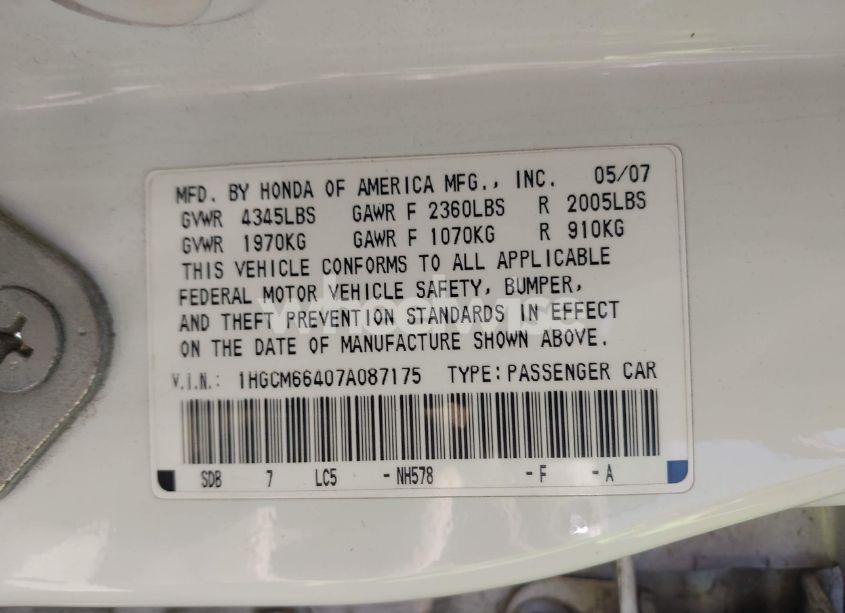 MFD. BY HONDA OF AMERICA MFG., INC. 05/07
GVWR 4345LBS GAWR F 2360LBS R 2005LBS
GVWR 1970KG GAWR F 1070KG R 910KG
THIS VEHICLE CONFORMS TO ALL APPLICABLE
FEDERAL MOTOR VEHICLE SAFETY, BUMPER,
AND THEFT PREVENTION STANDARDS IN EFFECT
ON THE DATE OF MANUFACTURE SHOWN ABOVE.
V.I.N.: 1HGCM66407A087175 TYPE: PASSENGER CAR
SDB 7 LC5 -NH578 -F -A
wheelwise